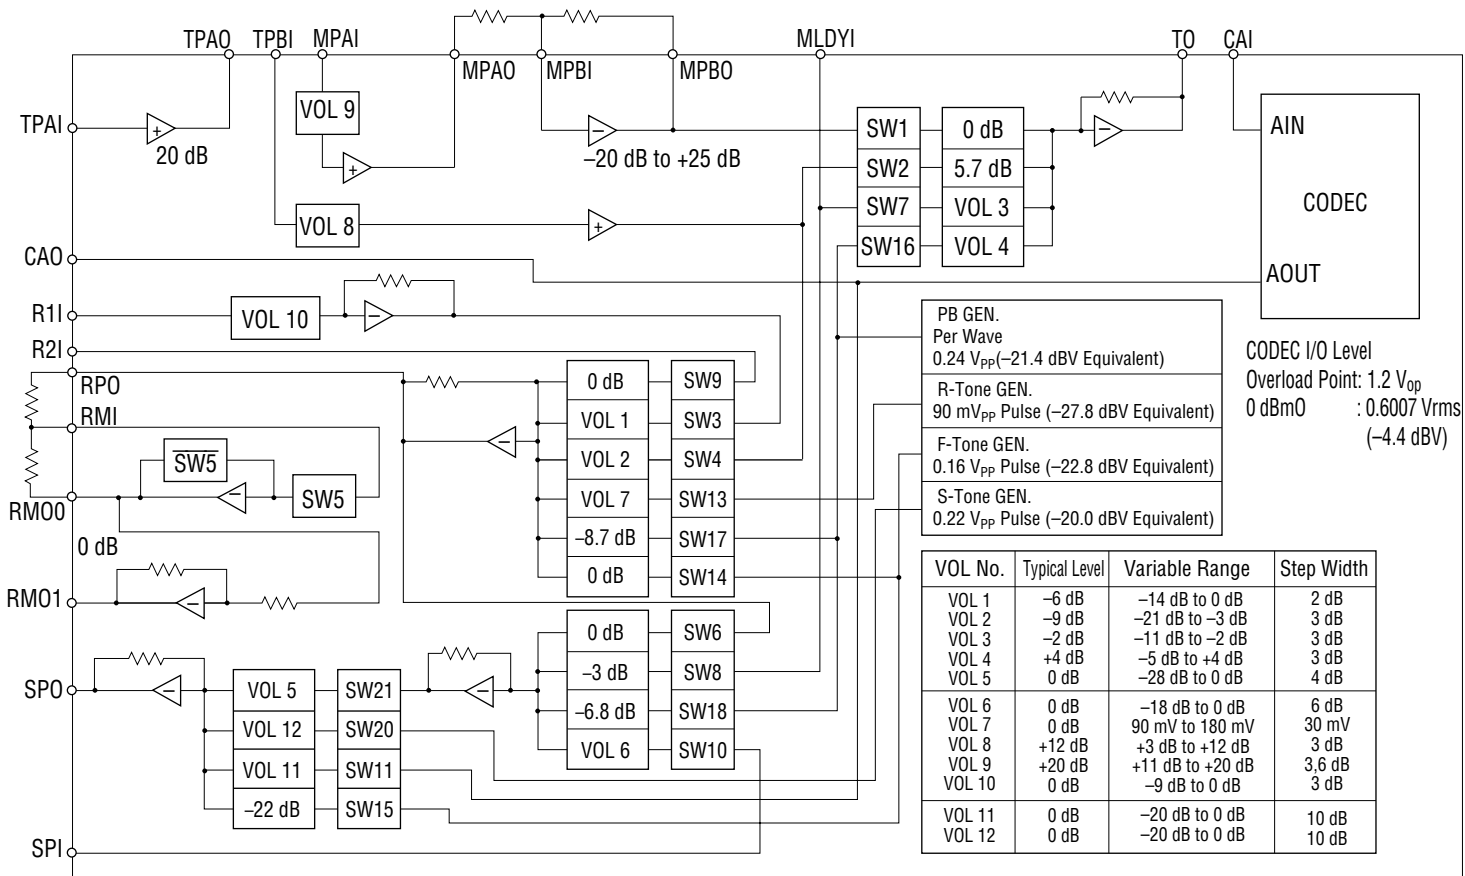 TPAO TPBI MPAI MPAO MPBI MPBO MLDYI TO CAI
TPAI
+
20 dB
VOL 9
+
−
−20 dB to +25 dB
VOL 8
+
SW1 0 dB
SW2 5.7 dB
SW7 VOL 3
SW16 VOL 4
−
AIN
CODEC
AOUT
CAO
R1I
VOL 10
−
R2I
RPO
RMI
SW5
−
SW5
RMO0
0 dB
RMO1
−
−
0 dB SW9
VOL 1 SW3
VOL 2 SW4
VOL 7 SW13
−8.7 dB SW17
0 dB SW14
0 dB SW6
−3 dB SW8
−6.8 dB SW18
VOL 6 SW10
−
SPO
−
VOL 5 SW21
VOL 12 SW20
VOL 11 SW11
−22 dB SW15
SPI
PB GEN.
Per Wave
0.24 VPP(−21.4 dBV Equivalent)
R-Tone GEN.
90 mVPP Pulse (−27.8 dBV Equivalent)
F-Tone GEN.
0.16 VPP Pulse (−22.8 dBV Equivalent)
S-Tone GEN.
0.22 VPP Pulse (−20.0 dBV Equivalent)
CODEC I/O Level
Overload Point: 1.2 Vop
0 dBmO : 0.6007 Vrms
(−4.4 dBV)
VOL No. Typical Level Variable Range Step Width
VOL 1 −6 dB −14 dB to 0 dB 2 dB
VOL 2 −9 dB −21 dB to −3 dB 3 dB
VOL 3 −2 dB −11 dB to −2 dB 3 dB
VOL 4 +4 dB −5 dB to +4 dB 3 dB
VOL 5 0 dB −28 dB to 0 dB 4 dB
VOL 6 0 dB −18 dB to 0 dB 6 dB
VOL 7 0 dB 90 mV to 180 mV 30 mV
VOL 8 +12 dB +3 dB to +12 dB 3 dB
VOL 9 +20 dB +11 dB to +20 dB 3,6 dB
VOL 10 0 dB −9 dB to 0 dB 3 dB
VOL 11 0 dB −20 dB to 0 dB 10 dB
VOL 12 0 dB −20 dB to 0 dB 10 dB